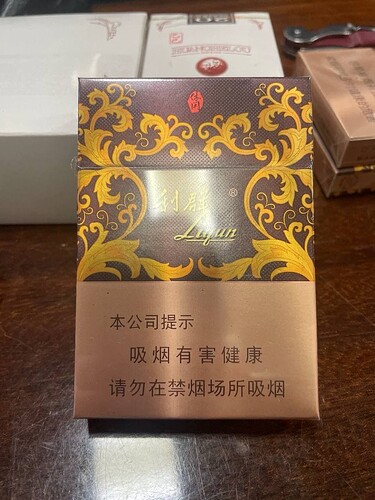 利群®
Liqun
本公司提示
吸烟有害健康
请勿在禁烟场所吸烟